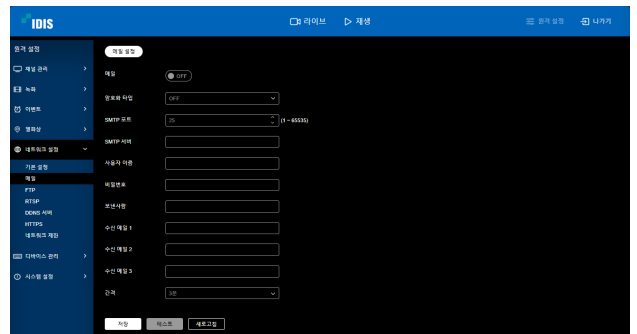 IDIS
라이브
재생
원격 설정
나가기
원격 설정
메일 설정
채널 관리
녹화
이벤트
열화상
네트워크 설정
기본 설정
메일
FTP
RTSP
DDNS 서버
HTTPS
네트워크 제한
디바이스 관리
시스템 설정
메일
OFF
암호화 타입
OFF
SMTP 포트
25
(1 ~ 65535)
SMTP 서버
사용자 이름
비밀번호
보낸사람
수신 메일 1
수신 메일 2
수신 메일 3
간격
5분
저장
테스트
새로고침